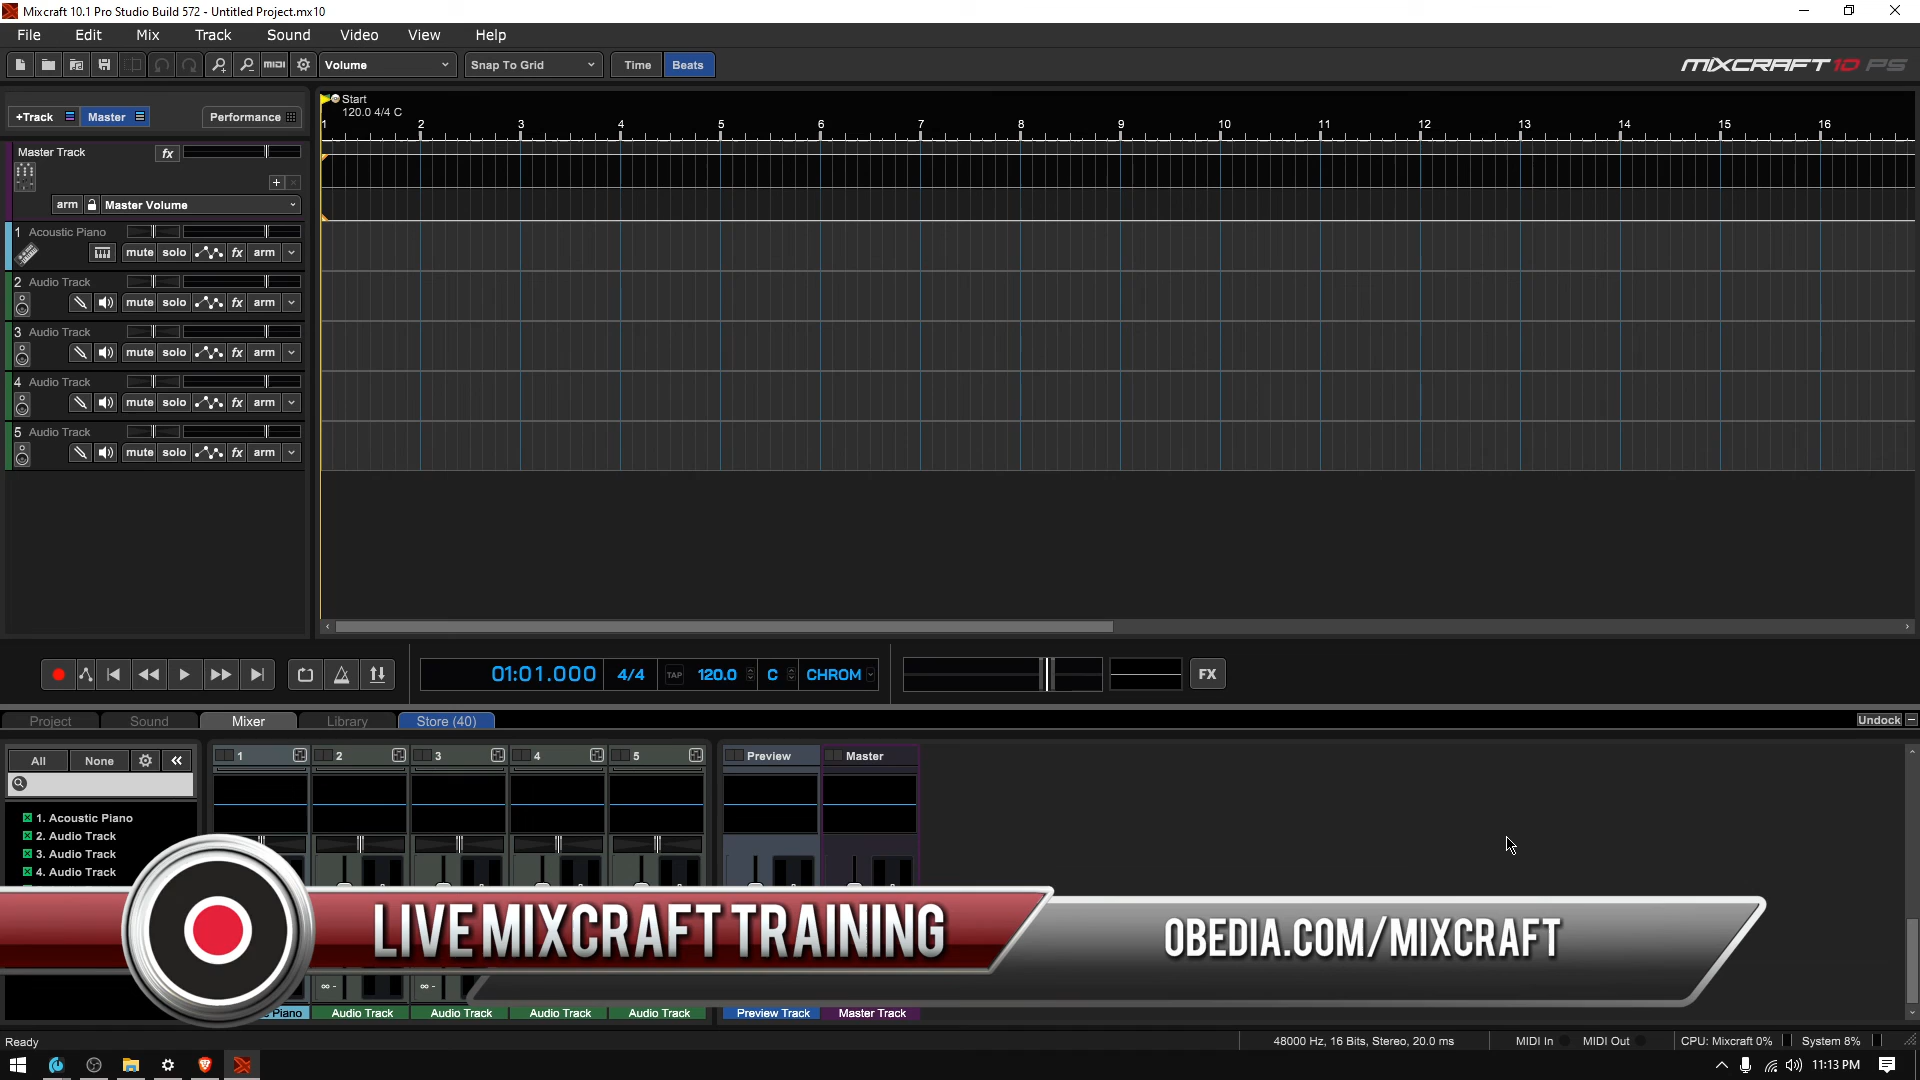 Mixcraft 10.1 Pro Studio Build 572 - Untitled Project.mx10
File Edit Mix Track Sound Video View Help
MIDI Volume Snap To Grid Time Beats MIXCRAFT 10 PS
+Track Master Performance
Start
120.0 4/4 C
1 2 3 4 5 6 7 8 9 10 11 12 13 14 15 16
Master Track fx
arm Master Volume
1 Acoustic Piano
mute solo fx arm
2 Audio Track
mute solo fx arm
3 Audio Track
mute solo fx arm
4 Audio Track
mute solo fx arm
5 Audio Track
mute solo fx arm
01:01.000 4/4 TAP 120.0 C CHROM FX
Project Sound Mixer Library Store (40) Undock
All None 1 2 3 4 5 Preview Master
1. Acoustic Piano
2. Audio Track
3. Audio Track
4. Audio Track
LIVE MIXCRAFT TRAINING OBEDIA.COM/MIXCRAFT
Piano Audio Track Audio Track Audio Track Audio Track Preview Track Master Track
Ready 48000 Hz, 16 Bits, Stereo, 20.0 ms MIDI In MIDI Out CPU: Mixcraft 0% System 8%
11:13 PM